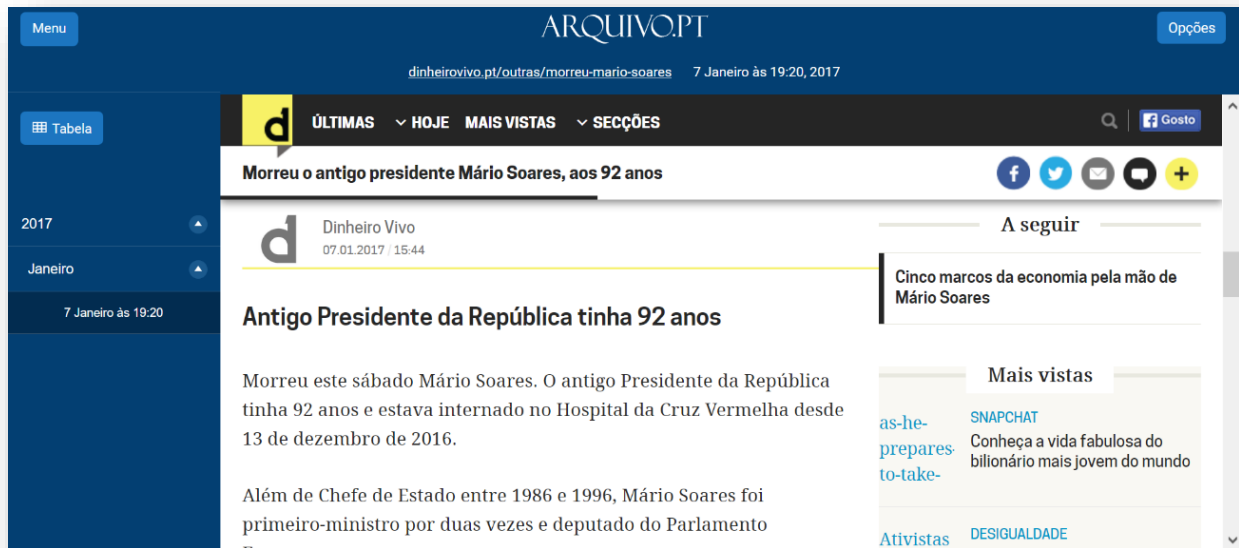 Menu
ARQUIVO.PT
Opções
dinheirovivo.pt/outras/morreu-mario-soares 7 Janeiro às 19:20, 2017
Tabela
2017
Janeiro
7 Janeiro às 19:20
d ÚLTIMAS HOJE MAIS VISTAS SECÇÕES
Gosto
Morreu o antigo presidente Mário Soares, aos 92 anos
d
Dinheiro Vivo
07.01.2017 / 15:44
Antigo Presidente da República tinha 92 anos
Morreu este sábado Mário Soares. O antigo Presidente da República
tinha 92 anos e estava internado no Hospital da Cruz Vermelha desde
13 de dezembro de 2016.
Além de Chefe de Estado entre 1986 e 1996, Mário Soares foi
primeiro-ministro por duas vezes e deputado do Parlamento
A seguir
Cinco marcos da economia pela mão de
Mário Soares
Mais vistas
as-he-
prepares-
to-take-
SNAPCHAT
Conheça a vida fabulosa do
bilionário mais jovem do mundo
Ativistas
DESIGUALDADE